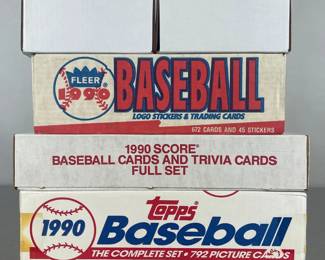 FLEER
1990
BASEBALL
LOGO STICKERS & TRADING CARDS
672 CARDS AND 45 STICKERS
1990 SCORE®
BASEBALL CARDS AND TRIVIA CARDS
FULL SET
1990
topps
Baseball
THE COMPLETE SET • 792 PICTURE CARDS